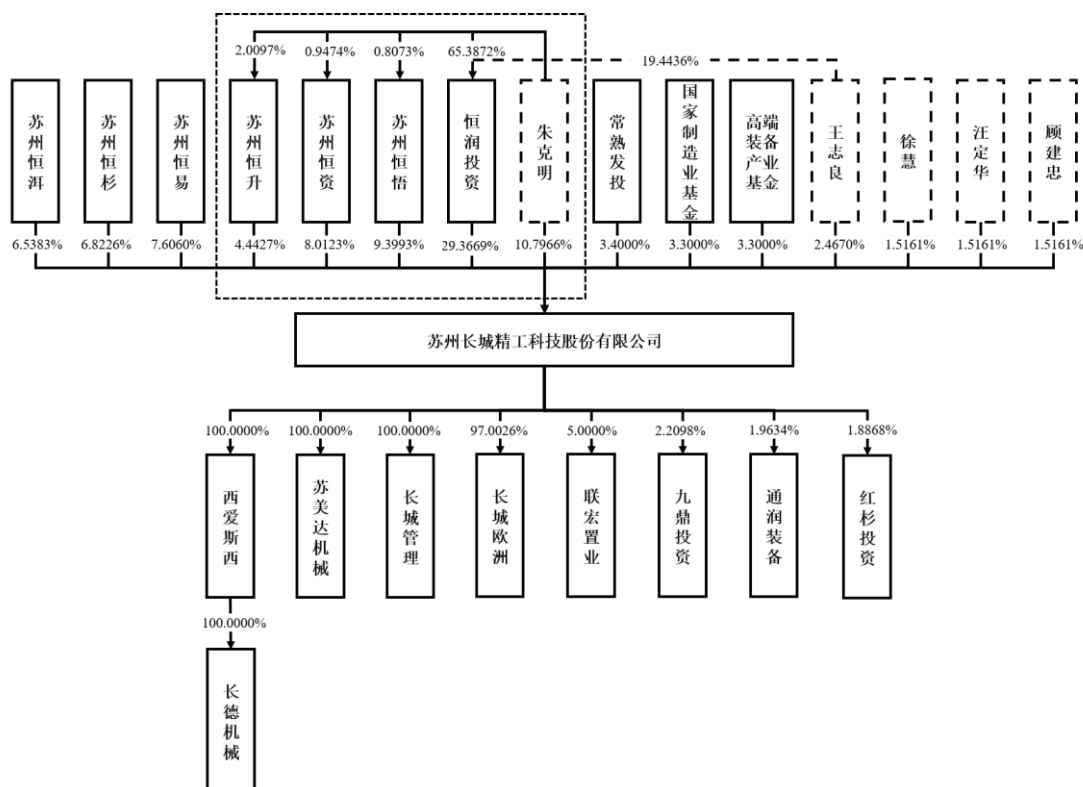 2.0097%
0.9474%
0.8073%
65.3872%
19.4436%
苏州恒洱
苏州恒杉
苏州恒易
苏州恒升
苏州恒资
苏州恒悟
恒润投资
朱克明
常熟发投
国家制造业基金
高端装备产业基金
王志良
徐慧
汪定华
顾建忠
6.5383%
6.8226%
7.6060%
4.4427%
8.0123%
9.3993%
29.3669%
10.7966%
3.4000%
3.3000%
3.3000%
2.4670%
1.5161%
1.5161%
1.5161%
苏州长城精工科技股份有限公司
100.0000%
100.0000%
100.0000%
97.0026%
5.0000%
2.2098%
1.9634%
1.8868%
西爱斯西
苏美达机械
长城管理
长城欧洲
联宏置业
九鼎投资
通润装备
红杉投资
100.0000%
长德机械